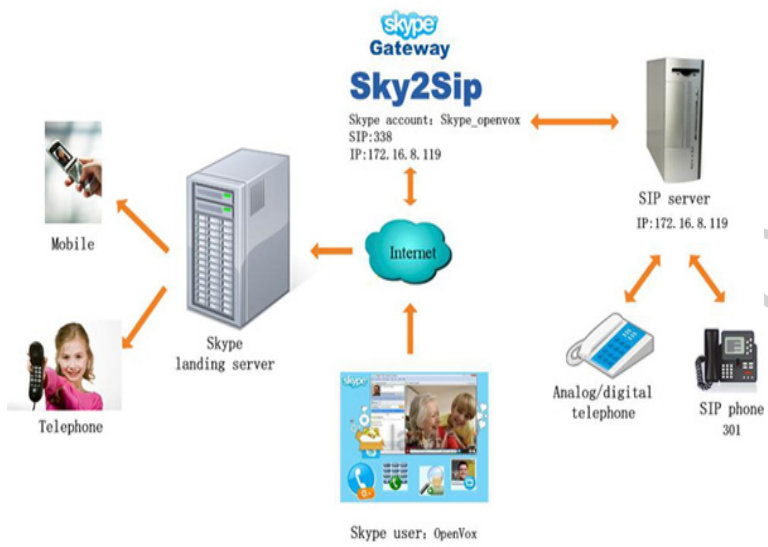 skype
Gateway
Sky2Sip
Skype account: Skype_openvox
SIP:338
IP:172.16.8.119
SIP server
IP:172.16.8.119
Mobile
Internet
Skype
landing server
Telephone
Analog/digital
telephone
SIP phone
301
skype
Skype user: OpenVox